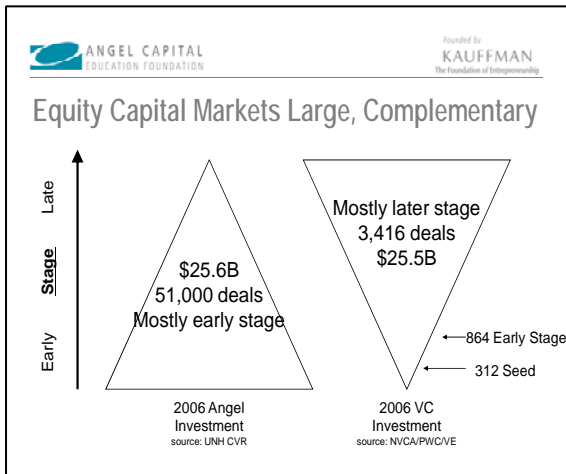 ANGEL CAPITAL
EDUCATION FOUNDATION
Founded by
KAUFFMAN
The Foundation of Entrepreneurship
Equity Capital Markets Large, Complementary
Late
Stage
Early
$25.6B
51,000 deals
Mostly early stage
Mostly later stage
3,416 deals
$25.5B
864 Early Stage
312 Seed
2006 Angel
Investment
source: UNH CVR
2006 VC
Investment
source: NVCA/PWC/VE